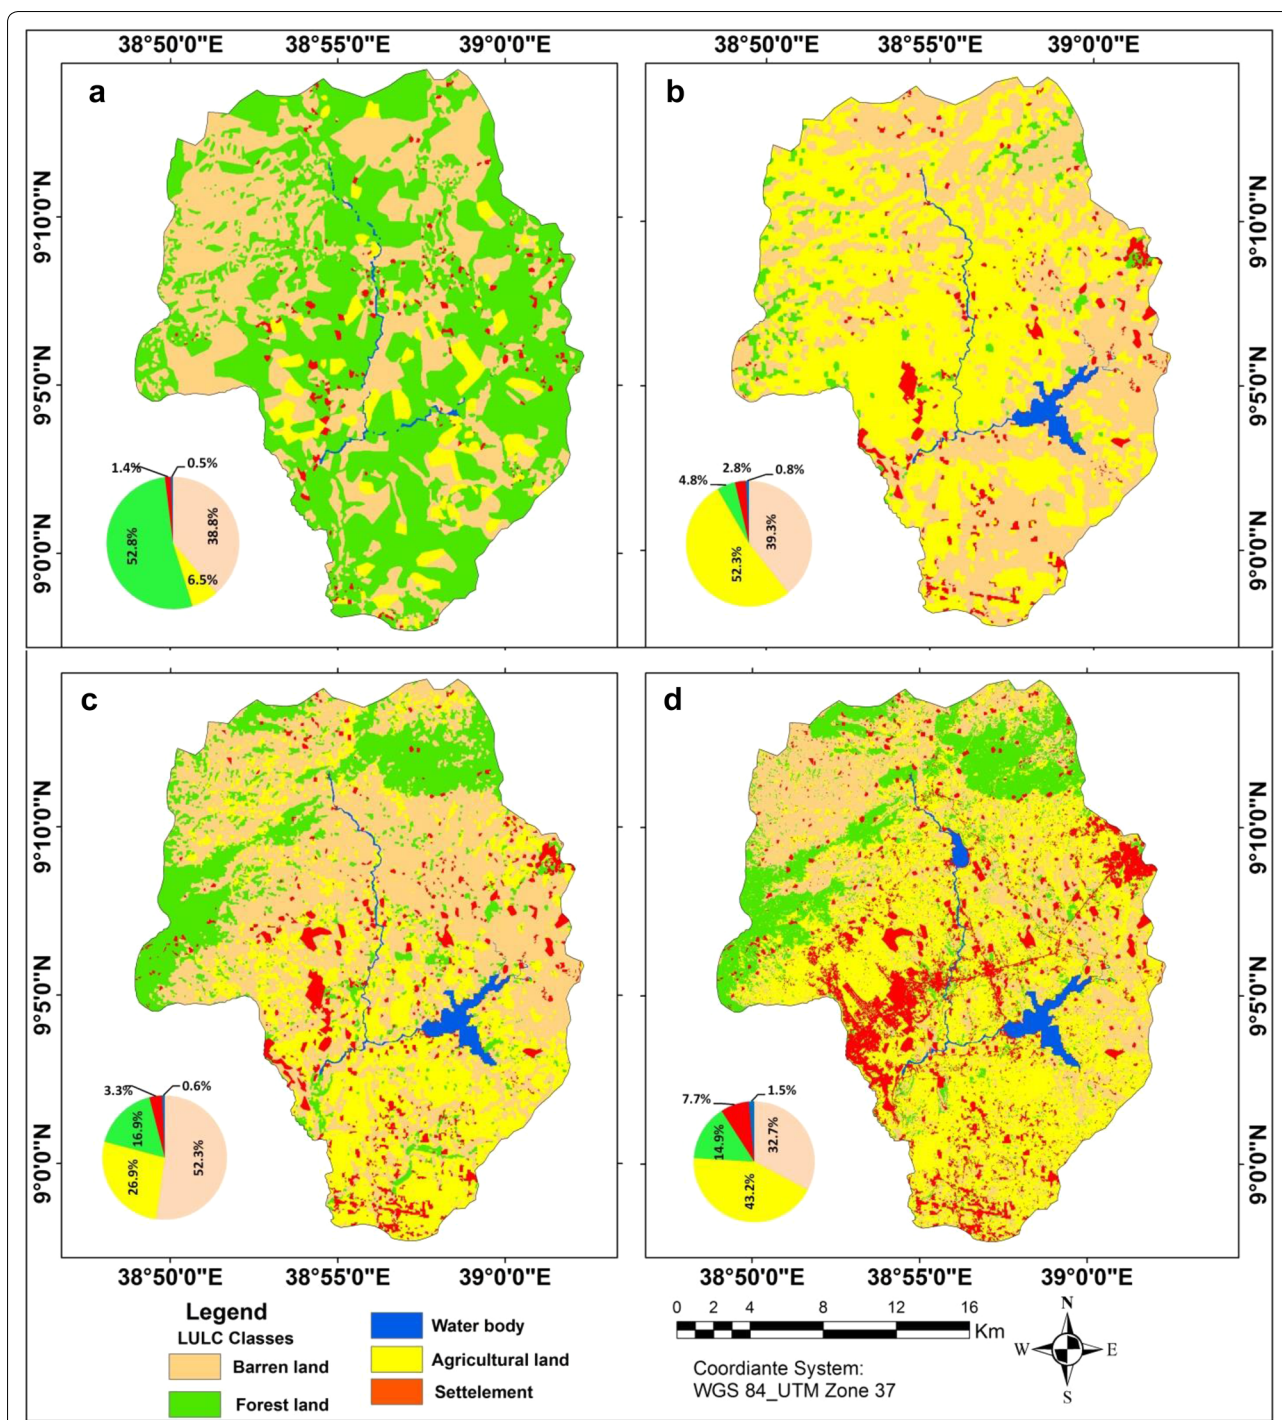 38°50'0"E 38°55'0"E 39°0'0"E 38°50'0"E 38°55'0"E 39°0'0"E
a
b
9°10'0"N
9°5'0"N
9°0'0"N
9°10'0"N
9°5'0"N
9°0'0"N
1.4%
0.5%
38.8%
52.8%
6.5%
4.8%
2.8%
0.8%
39.3%
52.3%
c
d
9°10'0"N
9°5'0"N
9°0'0"N
9°10'0"N
9°5'0"N
9°0'0"N
3.3%
0.6%
16.9%
52.3%
26.9%
7.7%
1.5%
14.9%
32.7%
43.2%
38°50'0"E 38°55'0"E 39°0'0"E 38°50'0"E 38°55'0"E 39°0'0"E
Legend
LULC Classes
Barren land
Forest land
Water body
Agricultural land
Settelement
0 2 4 8 12 16
Km
Coordiante System:
WGS 84_UTM Zone 37
N
W E
S